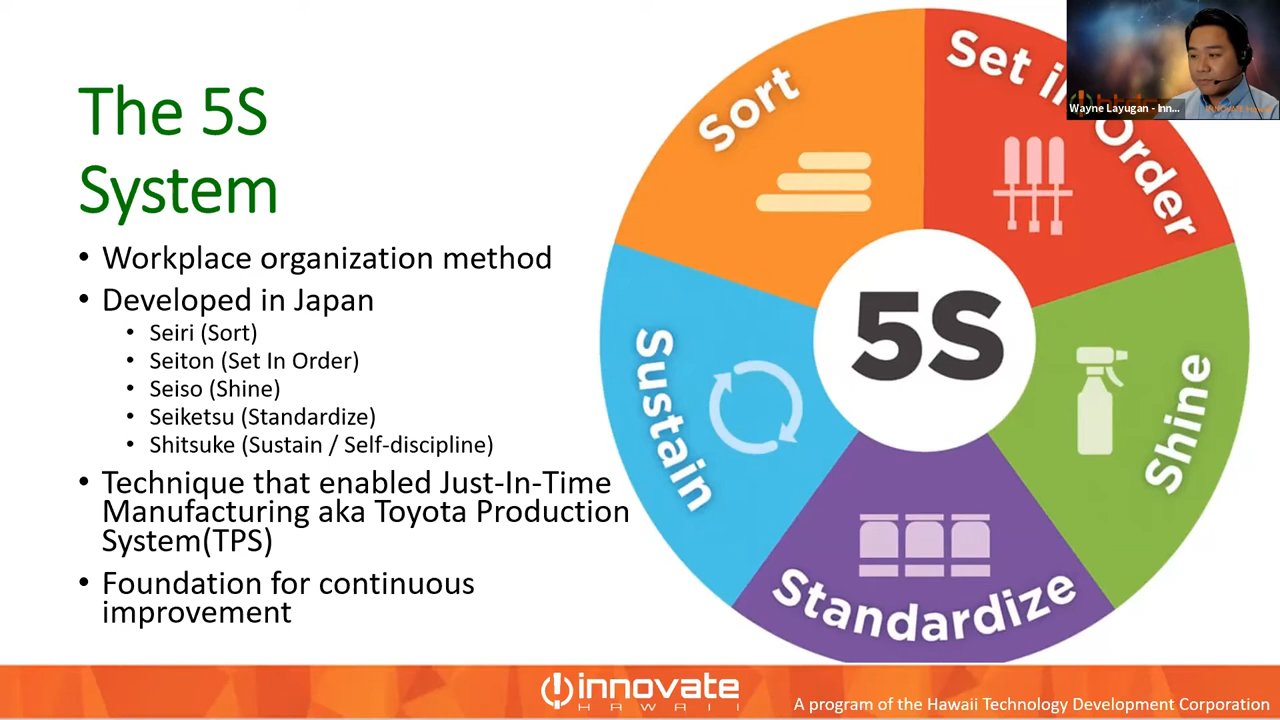 The 5S
System
• Workplace organization method
• Developed in Japan
• Seiri (Sort)
• Seiton (Set In Order)
• Seiso (Shine)
• Seiketsu (Standardize)
• Shitsuke (Sustain / Self-discipline)
• Technique that enabled Just-In-Time
Manufacturing aka Toyota Production
System(TPS)
• Foundation for continuous
improvement
Sort
Set in Order
Shine
Standardize
Sustain
5S
Wayne Layugan - Inn...
innovate
HAWAII
A program of the Hawaii Technology Development Corporation